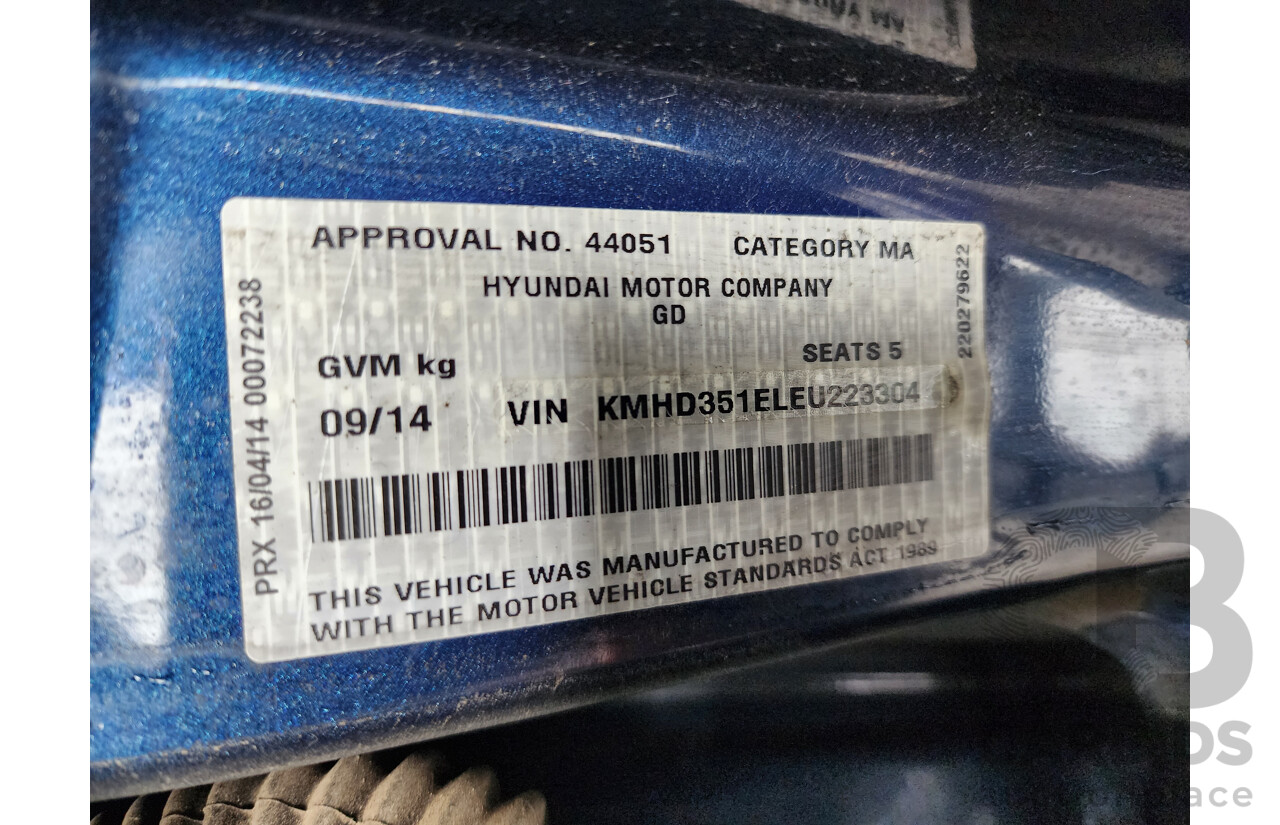 APPROVAL NO. 44051 CATEGORY MA
HYUNDAI MOTOR COMPANY
GD
GVM kg SEATS 5
09/14 VIN KMHD351ELEU223304
THIS VEHICLE WAS MANUFACTURED TO COMPLY
WITH THE MOTOR VEHICLE STANDARDS ACT 1989
PRX 16/04/14 00072238
220279622